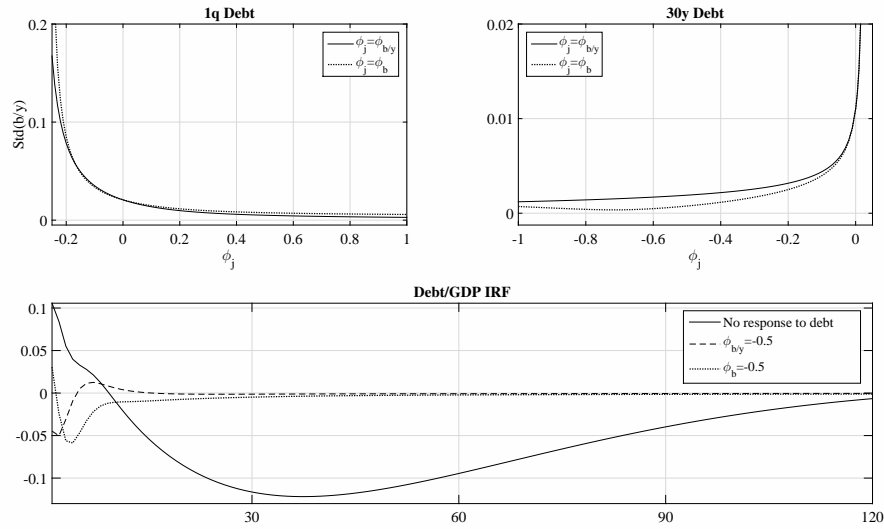 1q Debt
0.2
0.1
0
Std(b/y)
-0.2 0 0.2 0.4 0.6 0.8 1
ϕj
ϕj=ϕb/y
ϕj=ϕb
30y Debt
0.02
0.01
0
-1 -0.8 -0.6 -0.4 -0.2 0
ϕj
ϕj=ϕb/y
ϕj=ϕb
Debt/GDP IRF
0.1
0.05
0
-0.05
-0.1
30 60 90 120
No response to debt
ϕb/y=-0.5
ϕb=-0.5